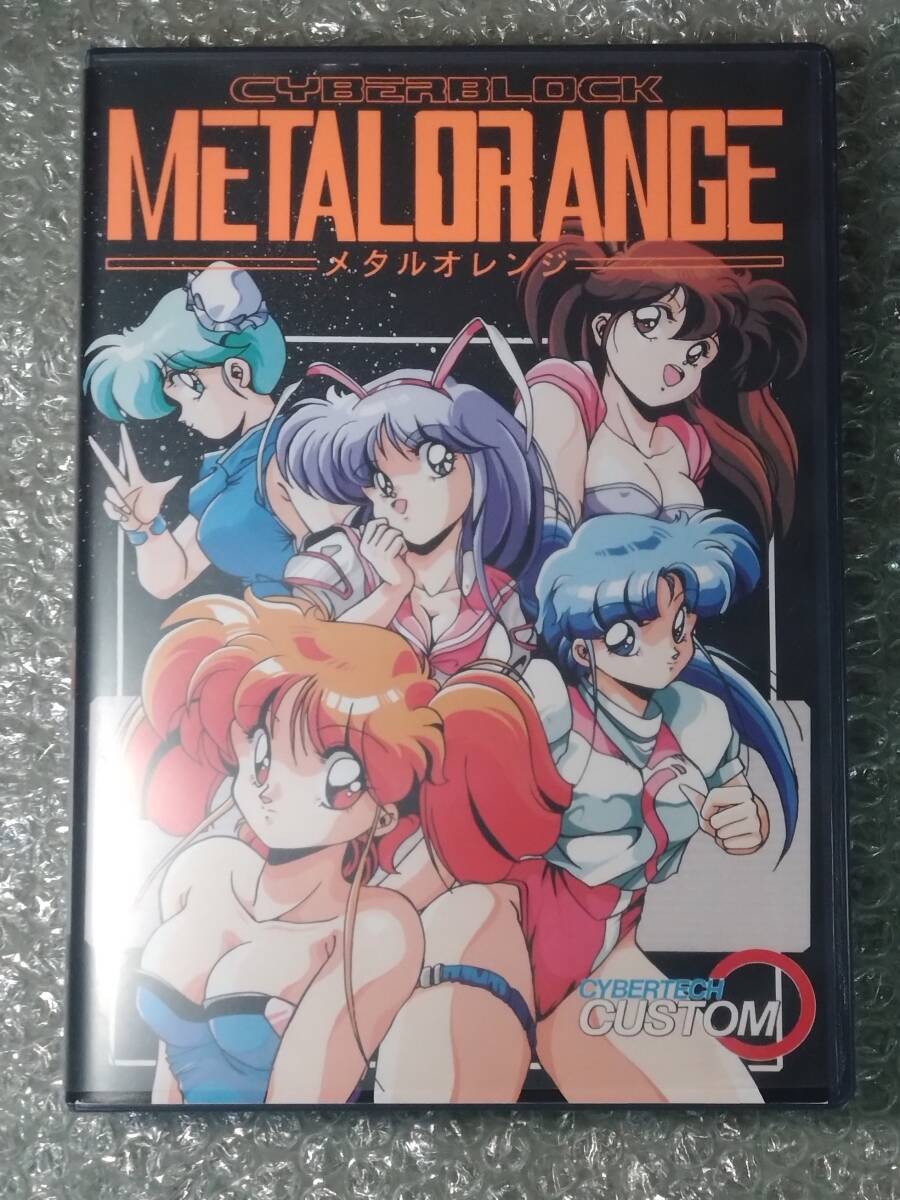 CYBERBLOCK
METALORANGE
メタルオレンジ
CYBERTECH
CUSTOM